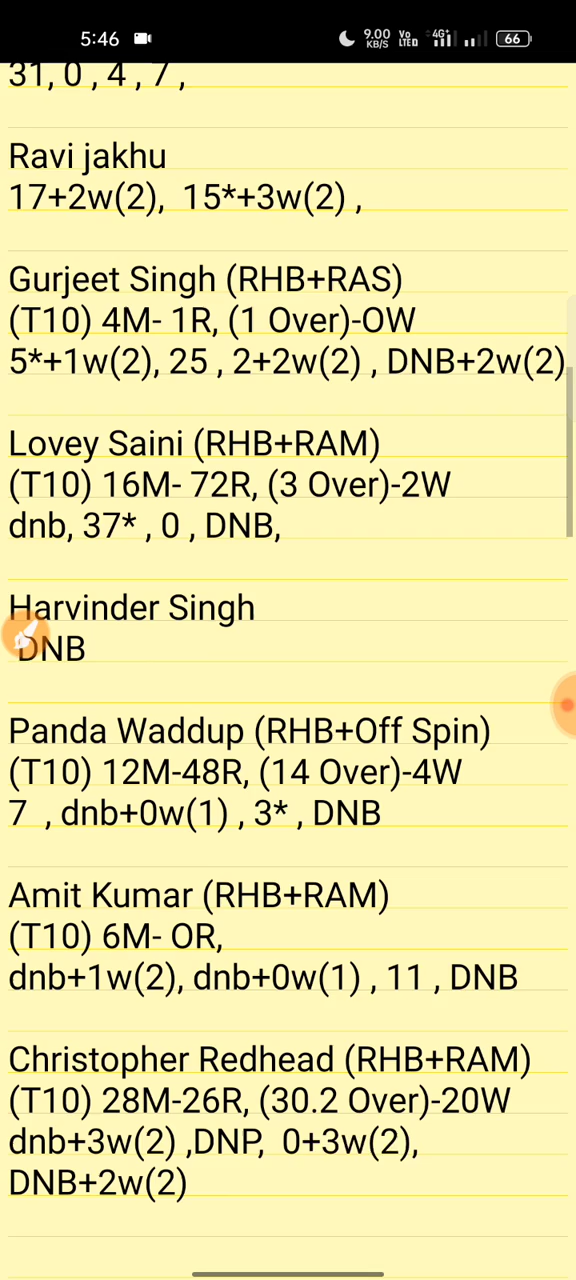 5:46
9.00 KB/S Vo LTED 4G+ 66
31, 0 , 4 , 7 ,
Ravi jakhu
17+2w(2),  15*+3w(2) ,
Gurjeet Singh (RHB+RAS)
(T10) 4M- 1R, (1 Over)-OW
5*+1w(2), 25 , 2+2w(2) , DNB+2w(2)
Lovey Saini (RHB+RAM)
(T10) 16M- 72R, (3 Over)-2W
dnb, 37* , 0 , DNB,
Harvinder Singh
DNB
Panda Waddup (RHB+Off Spin)
(T10) 12M-48R, (14 Over)-4W
7  , dnb+0w(1) , 3* , DNB
Amit Kumar (RHB+RAM)
(T10) 6M- OR,
dnb+1w(2), dnb+0w(1) , 11 , DNB
Christopher Redhead (RHB+RAM)
(T10) 28M-26R, (30.2 Over)-20W
dnb+3w(2) ,DNP,  0+3w(2),
DNB+2w(2)